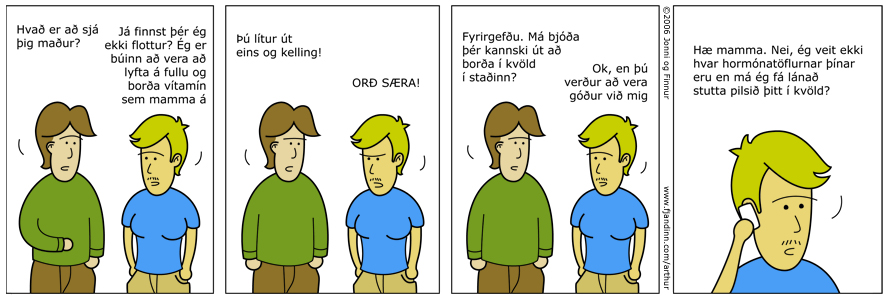 Hvað er að sjá
þig maður?
Já finnst þér ég
ekki flottur? Ég er
búinn að vera að
lyfta á fullu og
borða vítamín
sem mamma á
Þú lítur út
eins og kelling!
ORÐ SÆRA!
Fyrirgefðu. Má bjóða
þér kannski út að
borða í kvöld
í staðinn?
Ok, en þú
verður að vera
góður við mig
©2006 Jonni og Finnur
www.fjandinn.com/arthur
Hæ mamma. Nei, ég veit ekki
hvar hormónatöflurnar þínar
eru en má ég fá lánað
stutta pilsið þitt í kvöld?